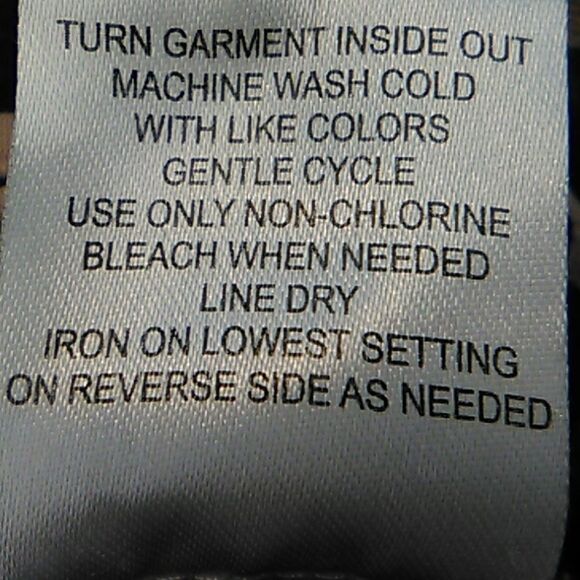 TURN GARMENT INSIDE OUT
MACHINE WASH COLD
WITH LIKE COLORS
GENTLE CYCLE
USE ONLY NON-CHLORINE
BLEACH WHEN NEEDED
LINE DRY
IRON ON LOWEST SETTING
ON REVERSE SIDE AS NEEDED